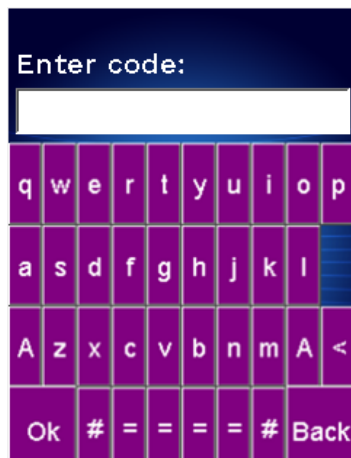 Enter code:
q w e r t y u i o p
a s d f g h j k l
A z x c v b n m A <
Ok # = = = = # Back